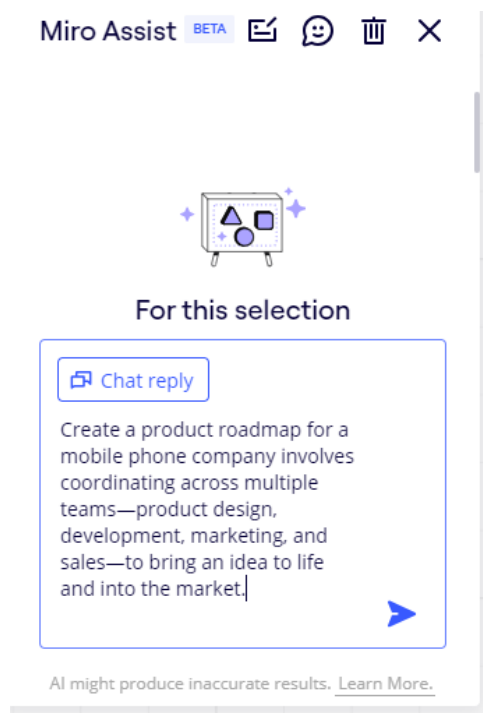 Miro Assist BETA
For this selection
Chat reply
Create a product roadmap for a
mobile phone company involves
coordinating across multiple
teams—product design,
development, marketing, and
sales—to bring an idea to life
and into the market.
AI might produce inaccurate results. Learn More.